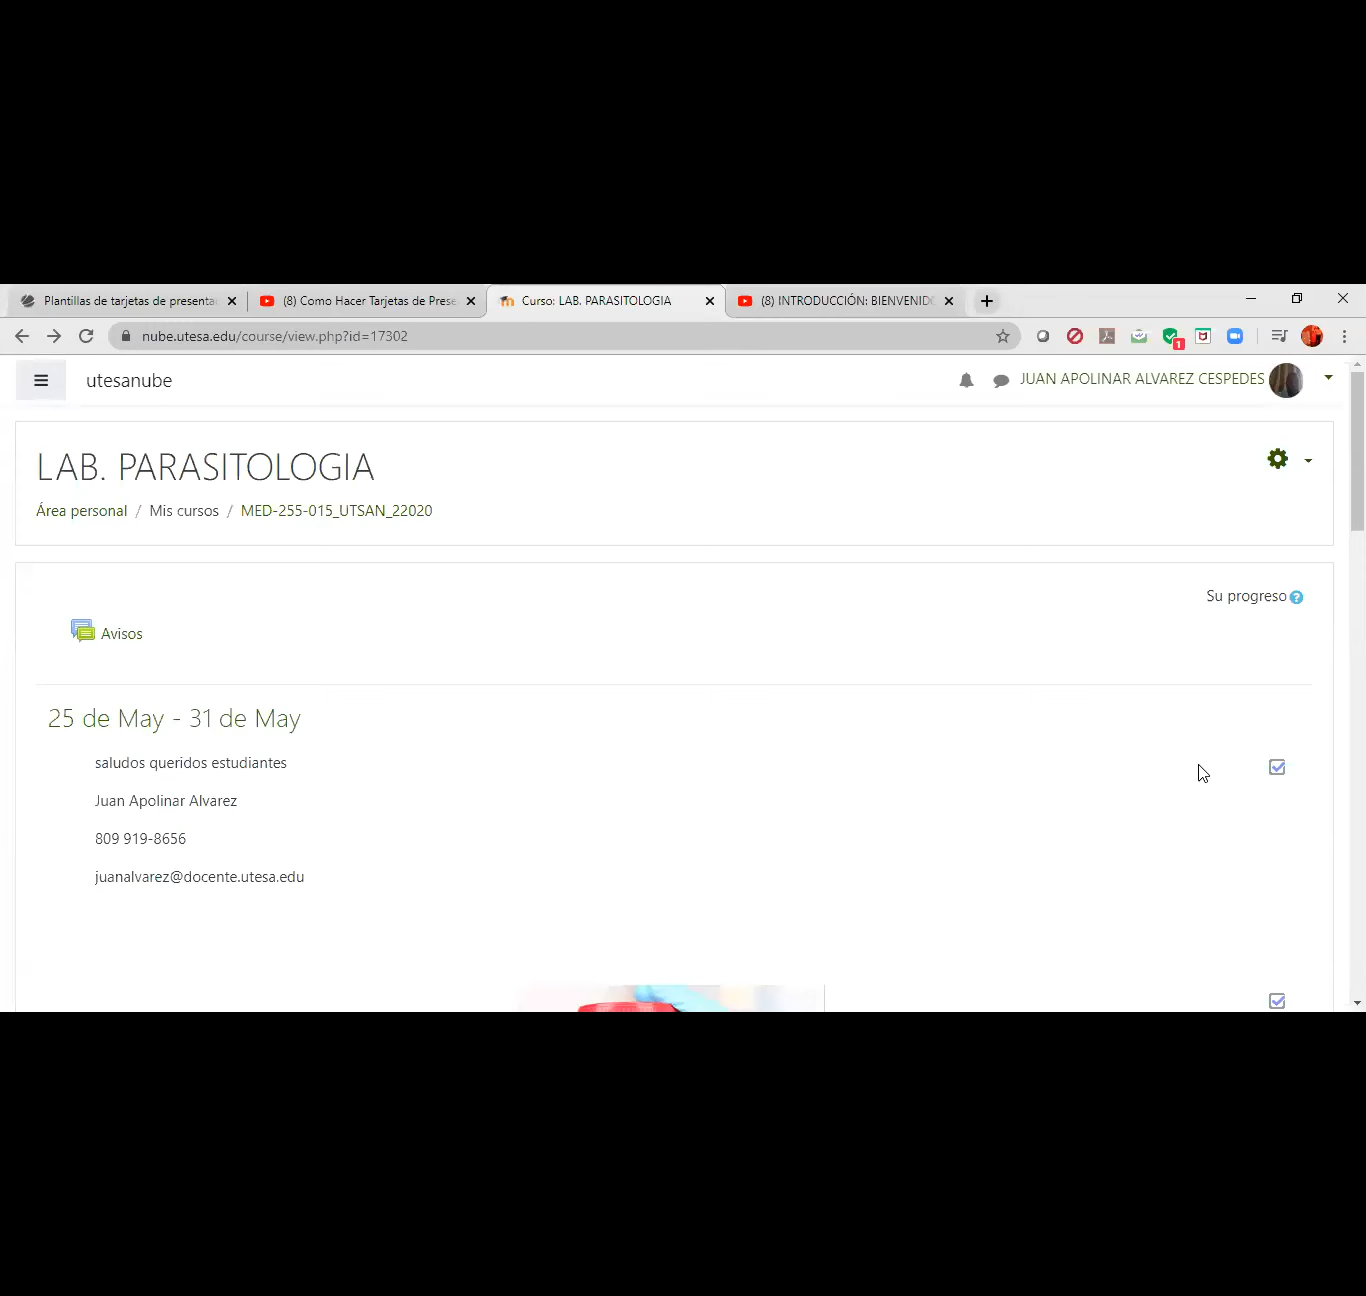 Plantillas de tarjetas de presenta
(8) Como Hacer Tarjetas de Prese
Curso: LAB. PARASITOLOGIA
(8) INTRODUCCIÓN: BIENVENID
nube.utesa.edu/course/view.php?id=17302
1
utesanube
JUAN APOLINAR ALVAREZ CESPEDES
LAB. PARASITOLOGIA
Área personal / Mis cursos / MED-255-015_UTSAN_22020
Su progreso
Avisos
25 de May - 31 de May
saludos queridos estudiantes
Juan Apolinar Alvarez
809 919-8656
juanalvarez@docente.utesa.edu